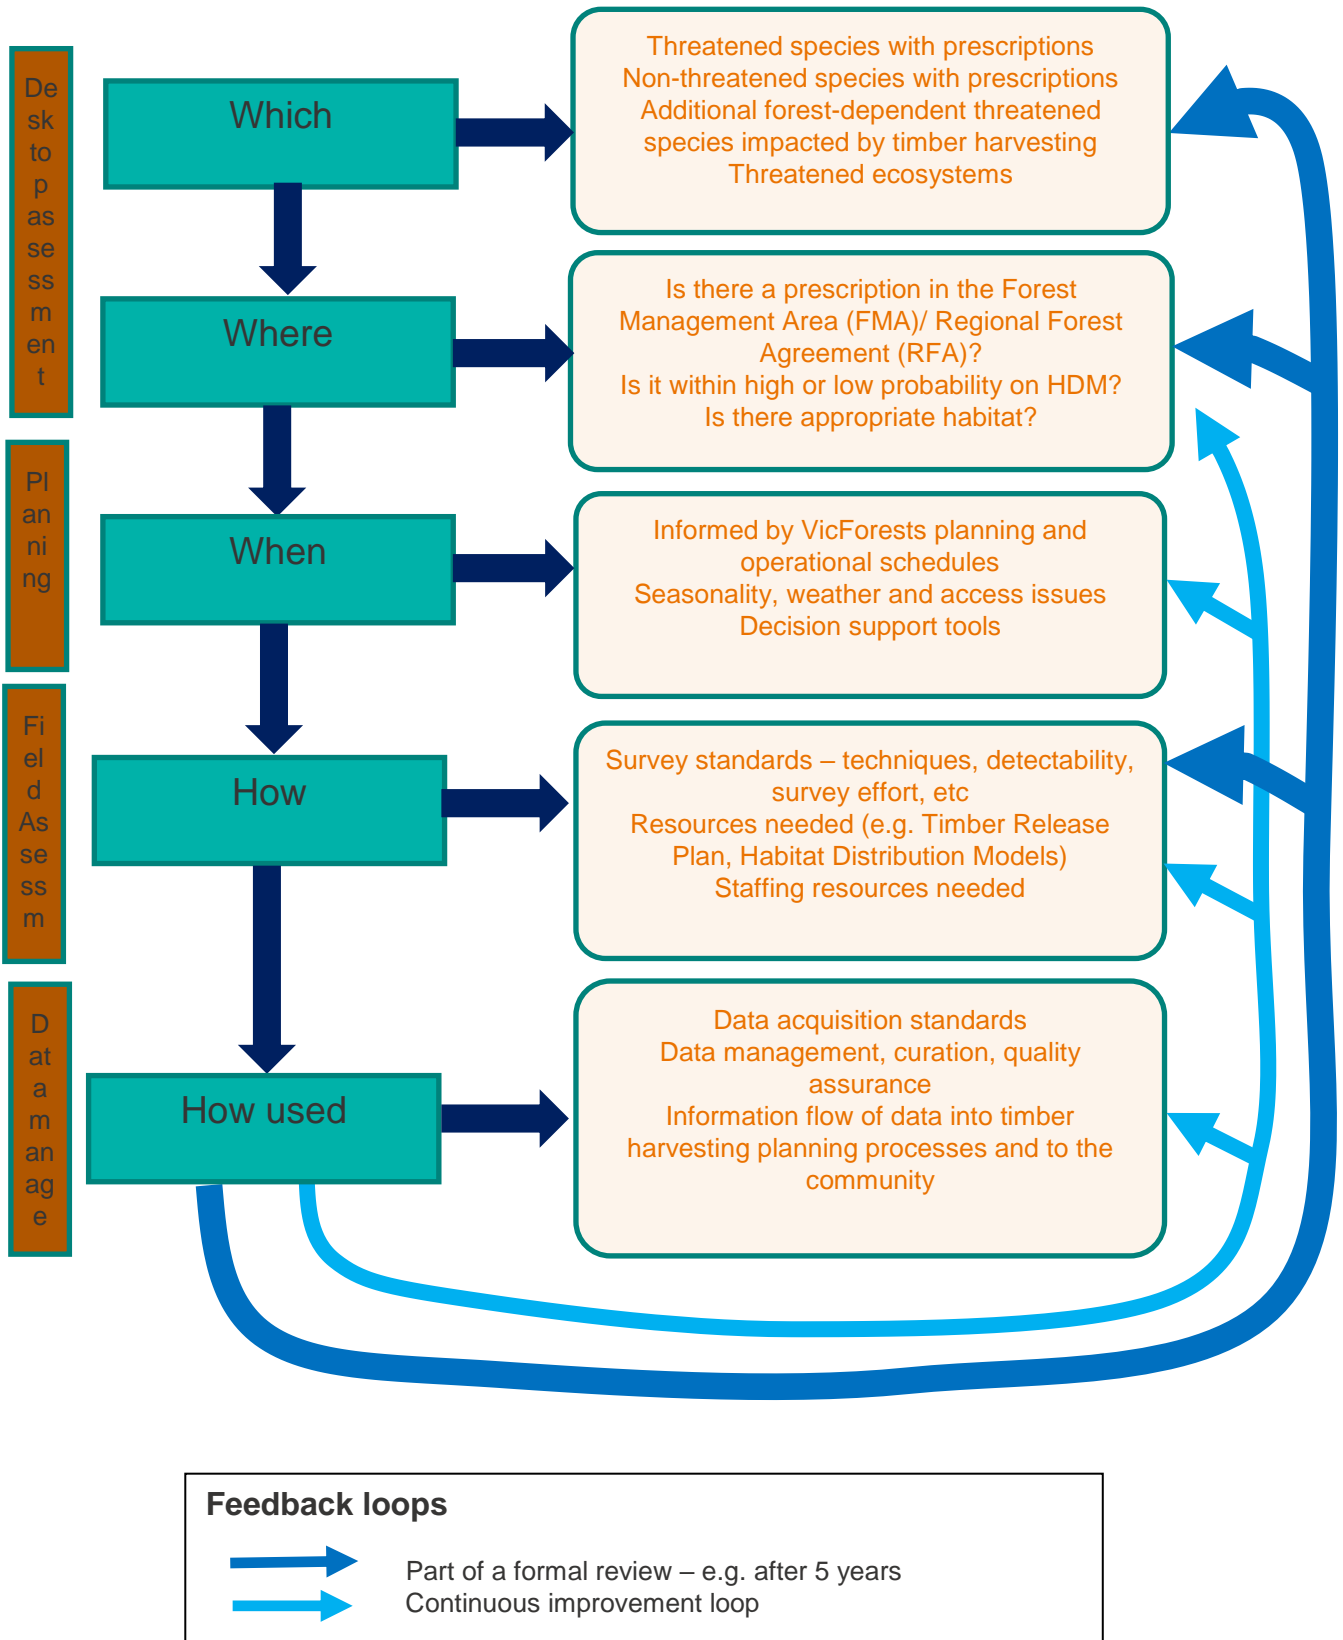 De
sk
to
p
as
se
ss
m
en
t
Which
Threatened species with prescriptions
Non-threatened species with prescriptions
Additional forest-dependent threatened
species impacted by timber harvesting
Threatened ecosystems
Where
Is there a prescription in the Forest
Management Area (FMA)/ Regional Forest
Agreement (RFA)?
Is it within high or low probability on HDM?
Is there appropriate habitat?
Pl
an
ni
ng
When
Informed by VicForests planning and
operational schedules
Seasonality, weather and access issues
Decision support tools
Fi
el
d
As
se
ss
m
How
Survey standards – techniques, detectability,
survey effort, etc
Resources needed (e.g. Timber Release
Plan, Habitat Distribution Models)
Staffing resources needed
D
at
a
m
an
ag
e
How used
Data acquisition standards
Data management, curation, quality
assurance
Information flow of data into timber
harvesting planning processes and to the
community
Feedback loops
Part of a formal review – e.g. after 5 years
Continuous improvement loop